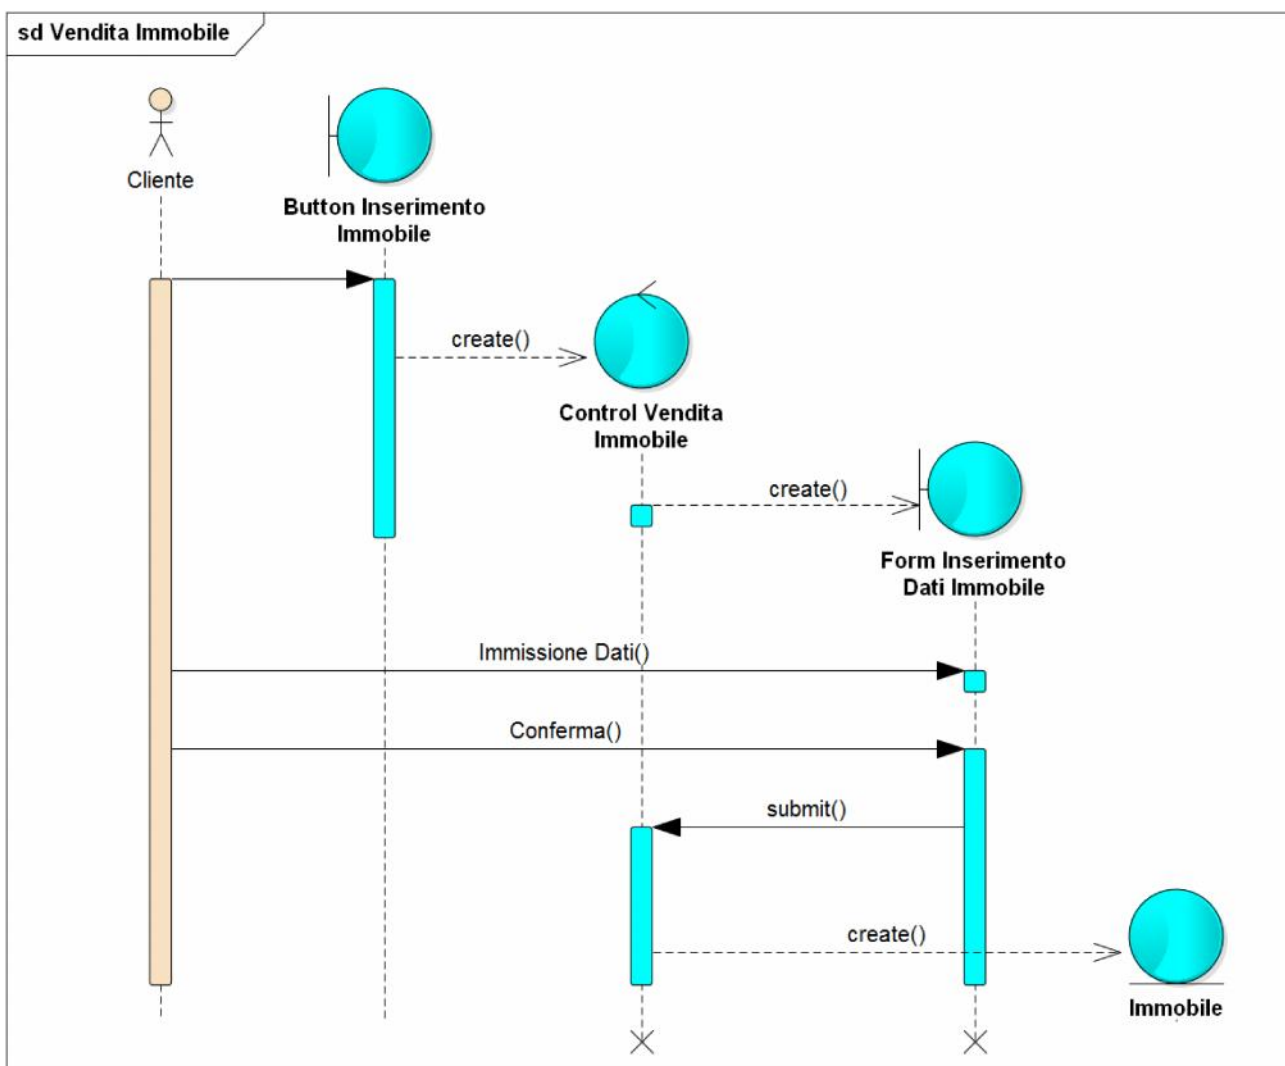 sd Vendita Immobile
Cliente
Button Inserimento
Immobile
create()
Control Vendita
Immobile
create()
Form Inserimento
Dati Immobile
Immissione Dati()
Conferma()
submit()
create()
Immobile